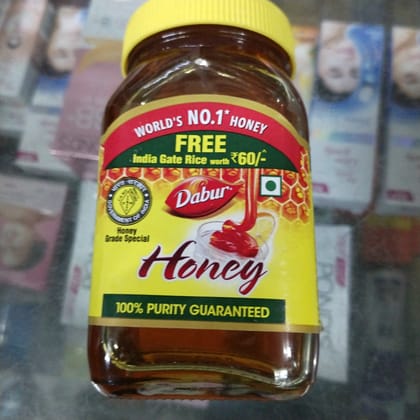 WORLD'S NO.1* HONEY
FREE
India Gate Rice worth ₹60/-
Dabur
Honey
Grade Special
Honey
100% PURITY GUARANTEED